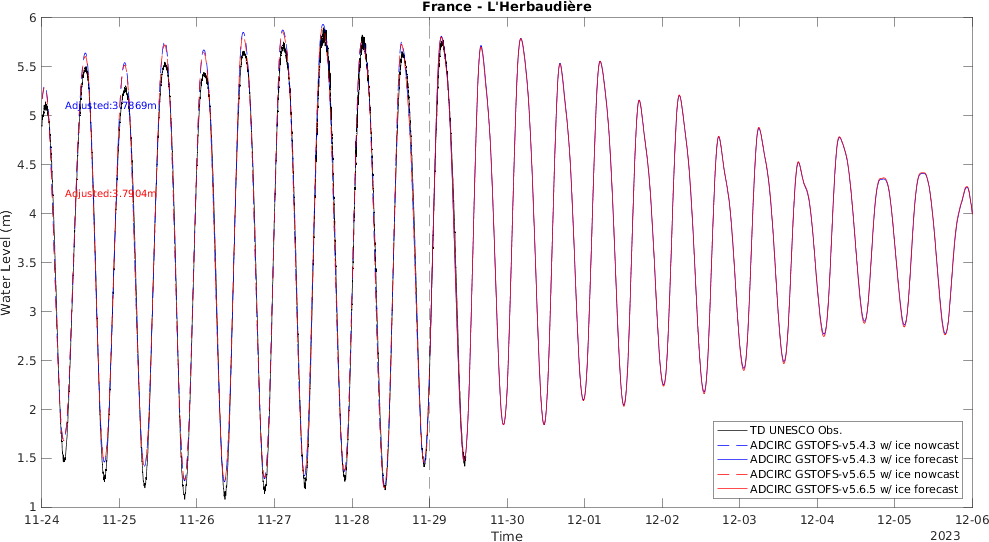 France - L'Herbaudière
6
5.5
5
4.5
4
3.5
3
2.5
2
1.5
1
Water Level (m)
Adjusted:3.7869m
Adjusted:3.7904m
TD UNESCO Obs.
ADCIRC GSTOFS-v5.4.3 w/ ice nowcast
ADCIRC GSTOFS-v5.4.3 w/ ice forecast
ADCIRC GSTOFS-v5.6.5 w/ ice nowcast
ADCIRC GSTOFS-v5.6.5 w/ ice forecast
11-24 11-25 11-26 11-27 11-28 11-29 11-30 12-01 12-02 12-03 12-04 12-05 12-06
Time
2023